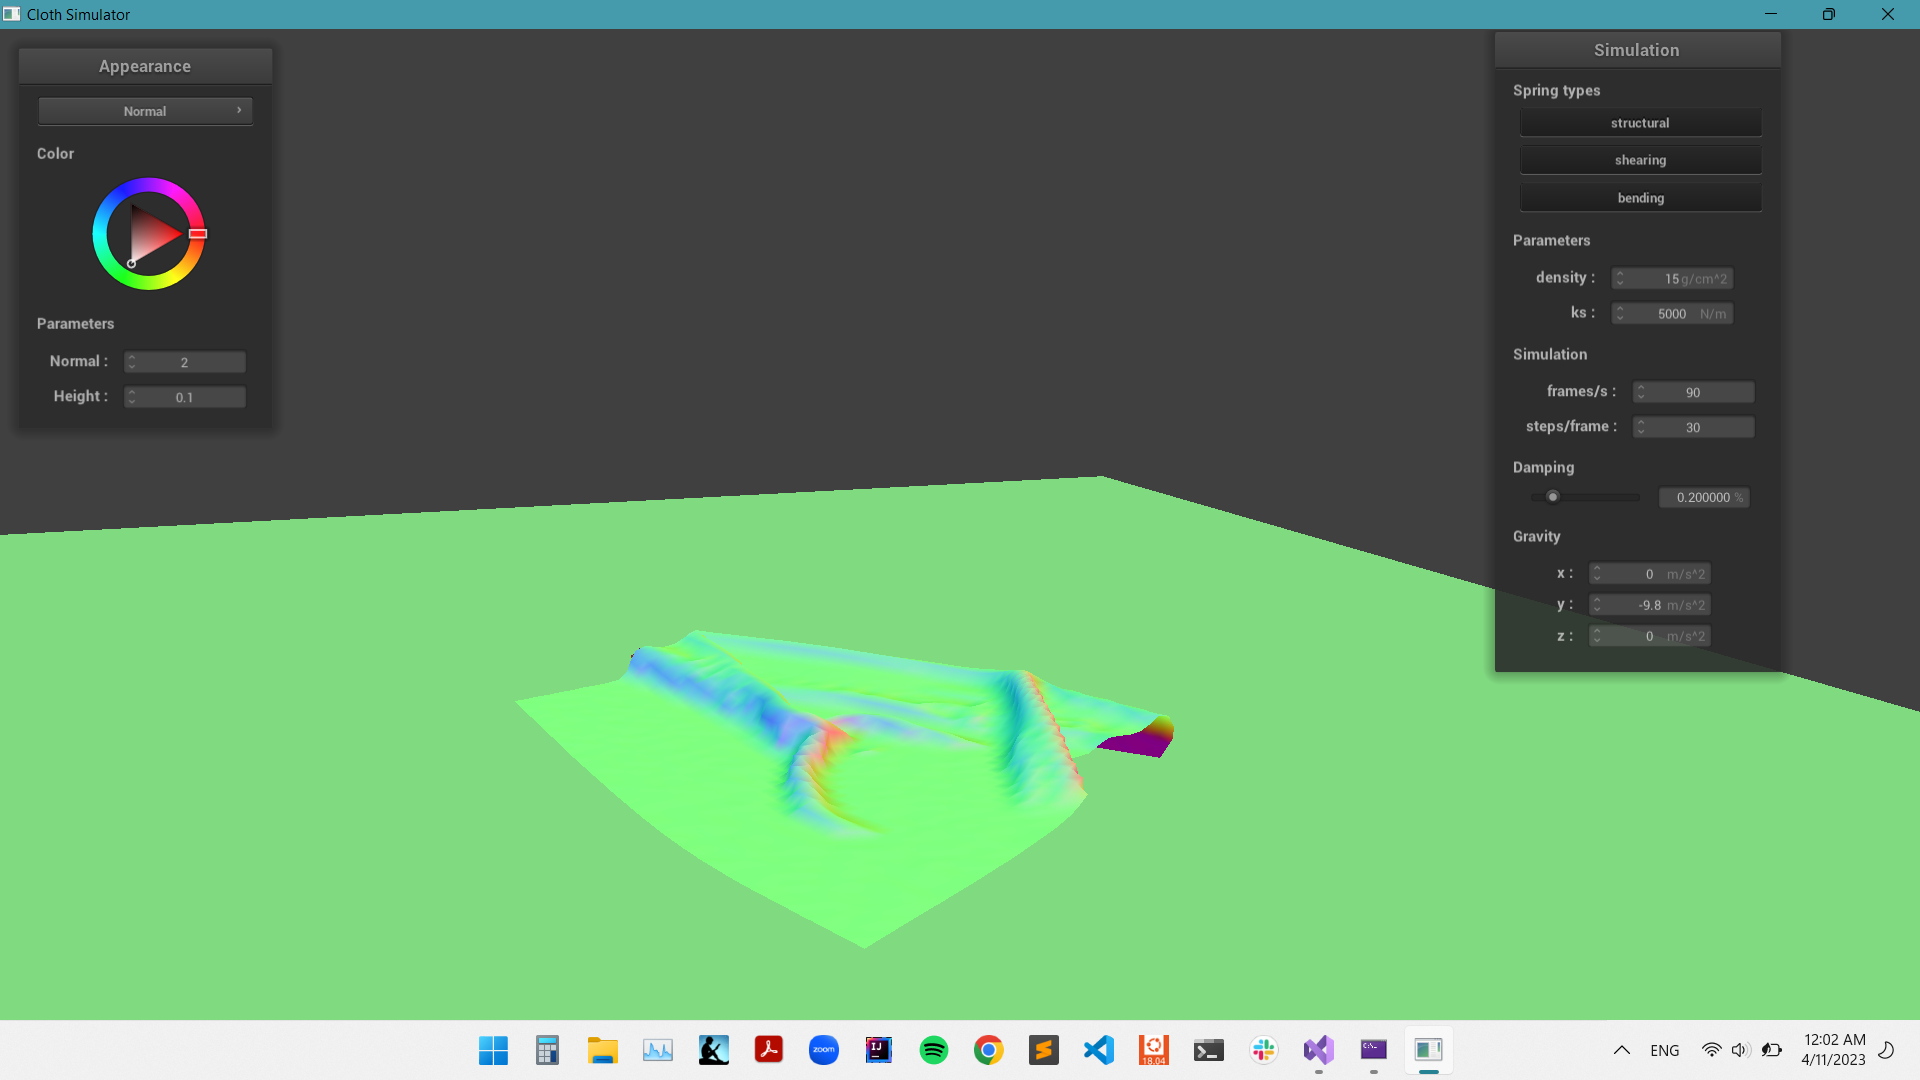 Cloth Simulator
Appearance
Normal
Color
Parameters
Normal : 2
Height : 0.1
Simulation
Spring types
structural
shearing
bending
Parameters
density : 15 g/cm^2
ks : 5000 N/m
Simulation
frames/s : 90
steps/frame : 30
Damping
0.200000 %
Gravity
x : 0 m/s^2
y : -9.8 m/s^2
z : 0 m/s^2
zoom
IJ
18.04
C:\.
ENG
12:02 AM
4/11/2023